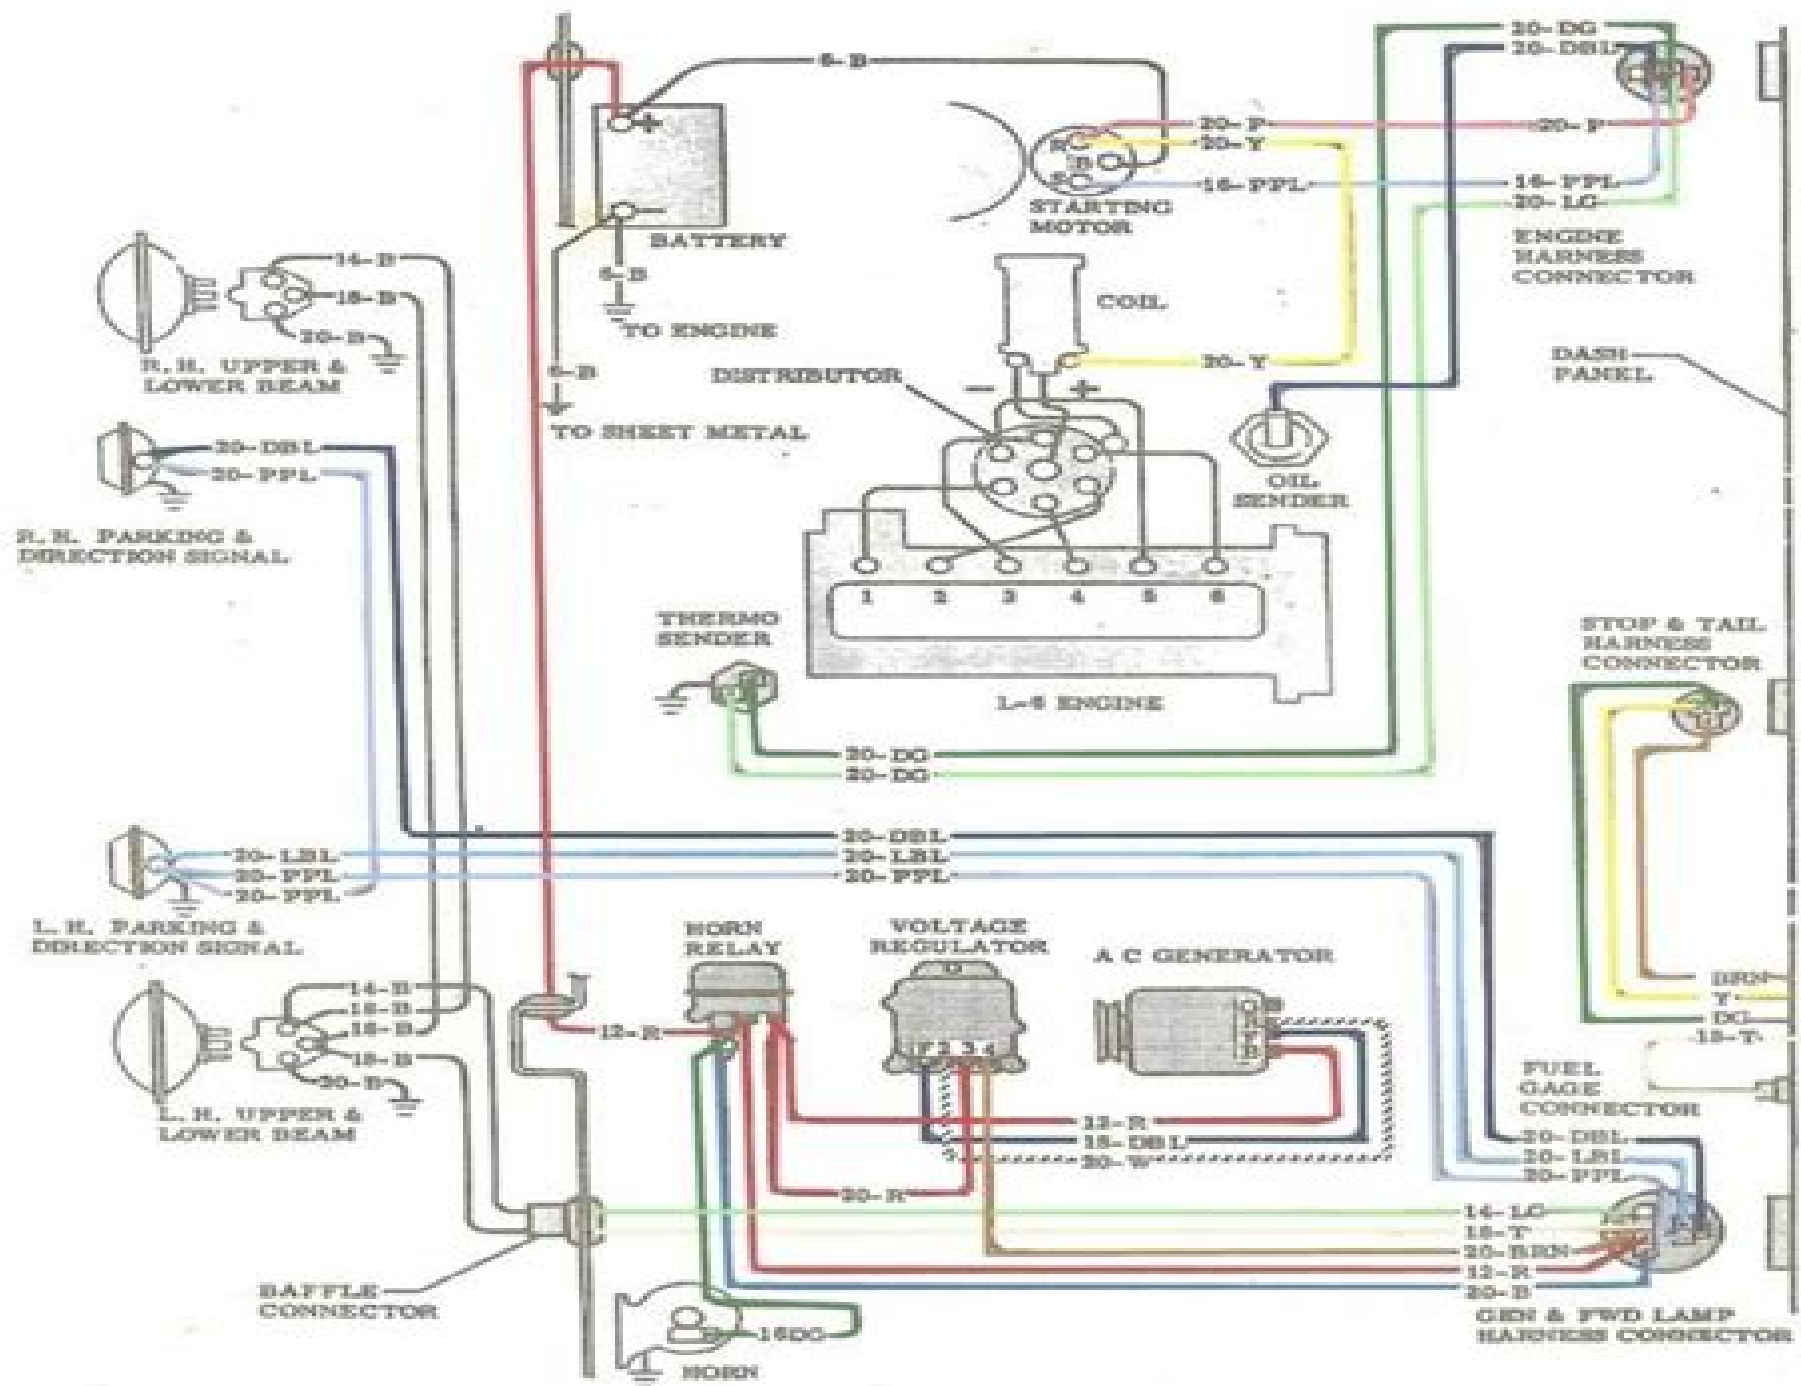 20-DG
20-DBL
6-B
+
20-P
20-P
R
20-Y
B
S
16-PPL
16-PPL
20-LG
STARTING
MOTOR
BATTERY
ENGINE
HARNESS
CONNECTOR
14-B
6-B
18-B
COIL
TO ENGINE
20-B
R.H. UPPER &
LOWER BEAM
20-Y
DASH
PANEL
6-B
DISTRIBUTOR
-
+
TO SHEET METAL
20-DBL
20-PPL
OIL
SENDER
R.H. PARKING &
DIRECTION SIGNAL
1 2 3 4 5 6
THERMO
SENDER
STOP & TAIL
HARNESS
CONNECTOR
L-6 ENGINE
20-DG
20-DG
20-DBL
20-LBL
20-LBL
20-PPL
20-PPL
20-PPL
L.H. PARKING &
DIRECTION SIGNAL
HORN
RELAY
VOLTAGE
REGULATOR
A C GENERATOR
BRN
Y
DG
14-B
18-B
18-B
18-B
20-B
12-R
F 2 3 4
18-T
FUEL
GAGE
CONNECTOR
L.H. UPPER &
LOWER BEAM
12-R
18-DBL
20-W
20-DBL
20-LBL
20-PPL
20-R
14-LG
18-T
20-BRN
12-R
20-B
BAFFLE
CONNECTOR
16DG
HORN
GEN & FWD LAMP
HARNESS CONNECTOR